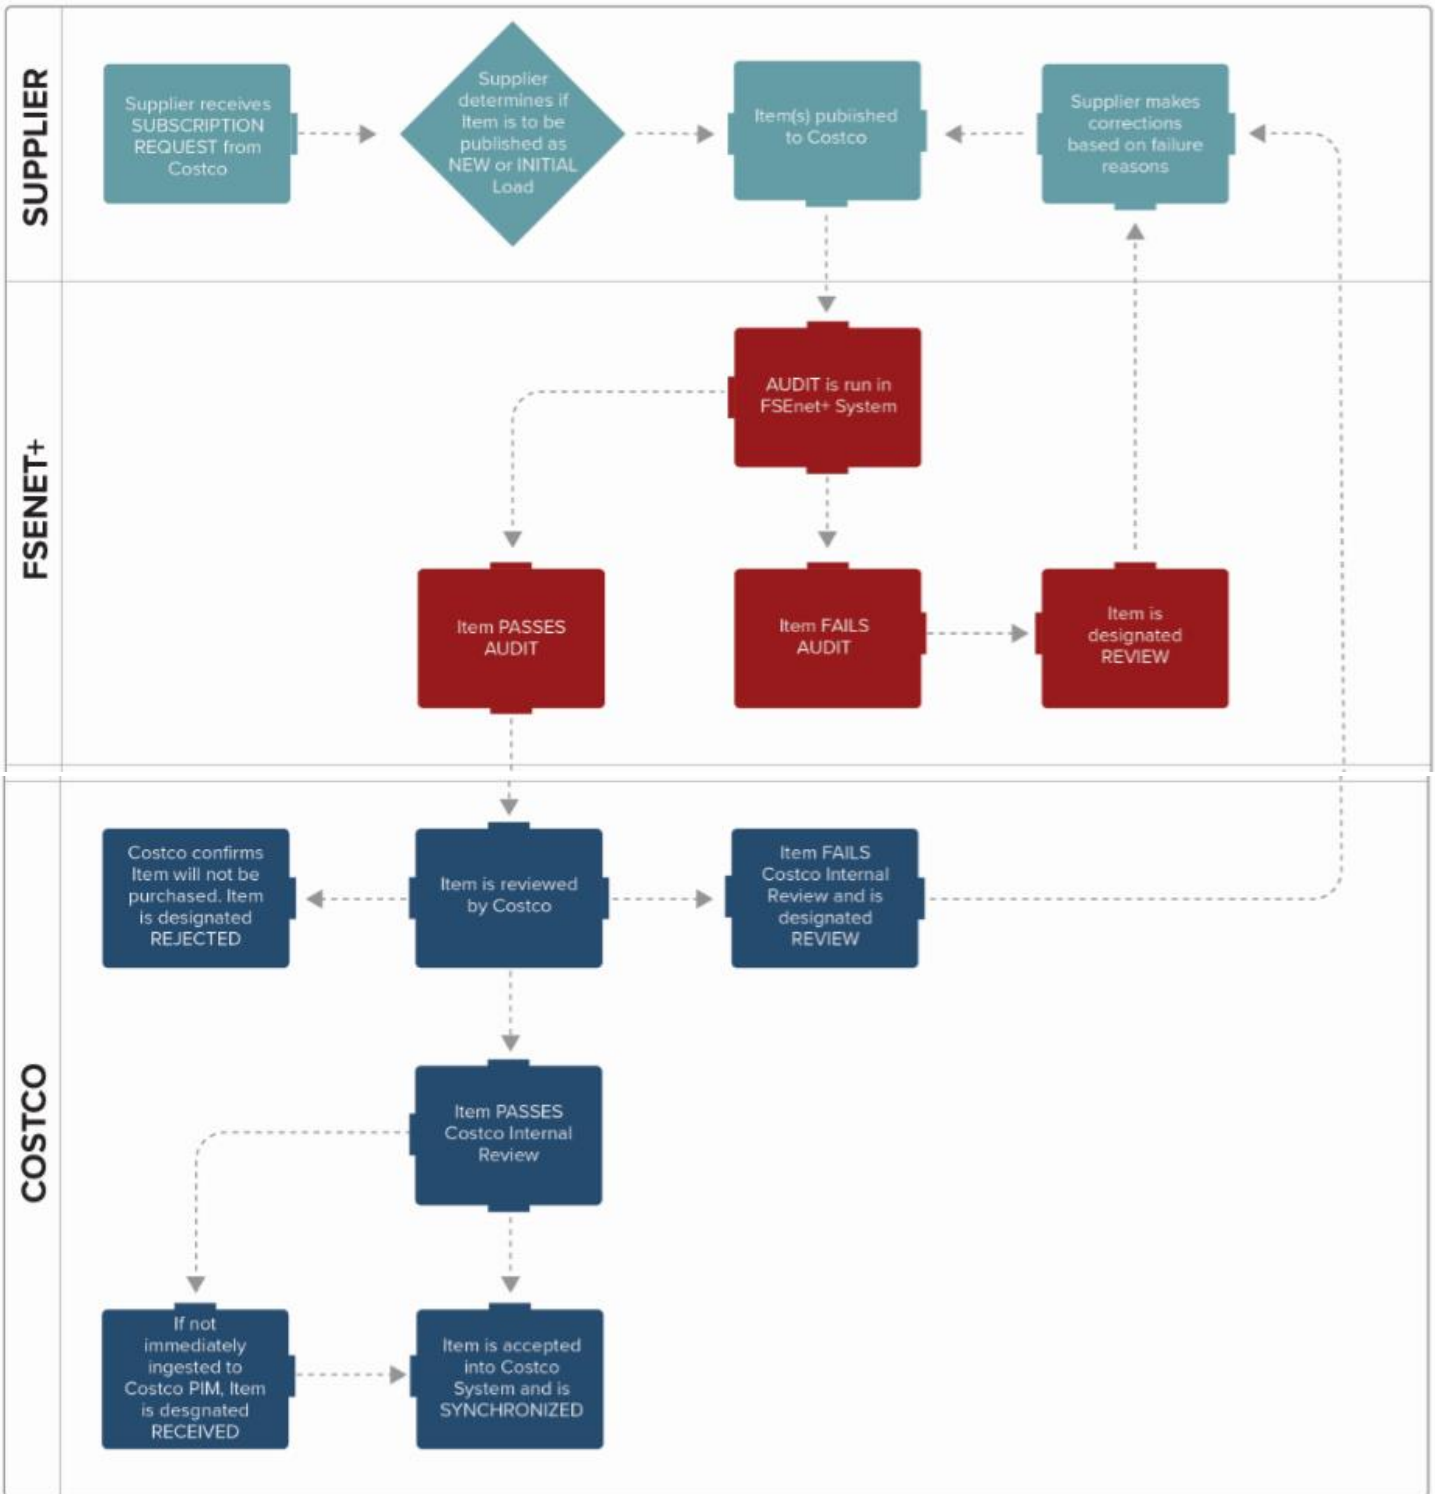 SUPPLIER
Supplier receives
SUBSCRIPTION
REQUEST from
Costco
Supplier
determines if
Item is to be
published as
NEW or INITIAL
Load
Item(s) published
to Costco
Supplier makes
corrections
based on failure
reasons
FSENET+
AUDIT is run in
FSEnet+ System
Item PASSES
AUDIT
Item FAILS
AUDIT
Item is
designated
REVIEW
COSTCO
Costco confirms
Item will not be
purchased. Item
is designated
REJECTED
Item is reviewed
by Costco
Item FAILS
Costco Internal
Review and is
designated
REVIEW
Item PASSES
Costco Internal
Review
If not
immediately
ingested to
Costco PIM, Item
is desgnated
RECEIVED
Item is accepted
into Costco
System and is
SYNCHRONIZED